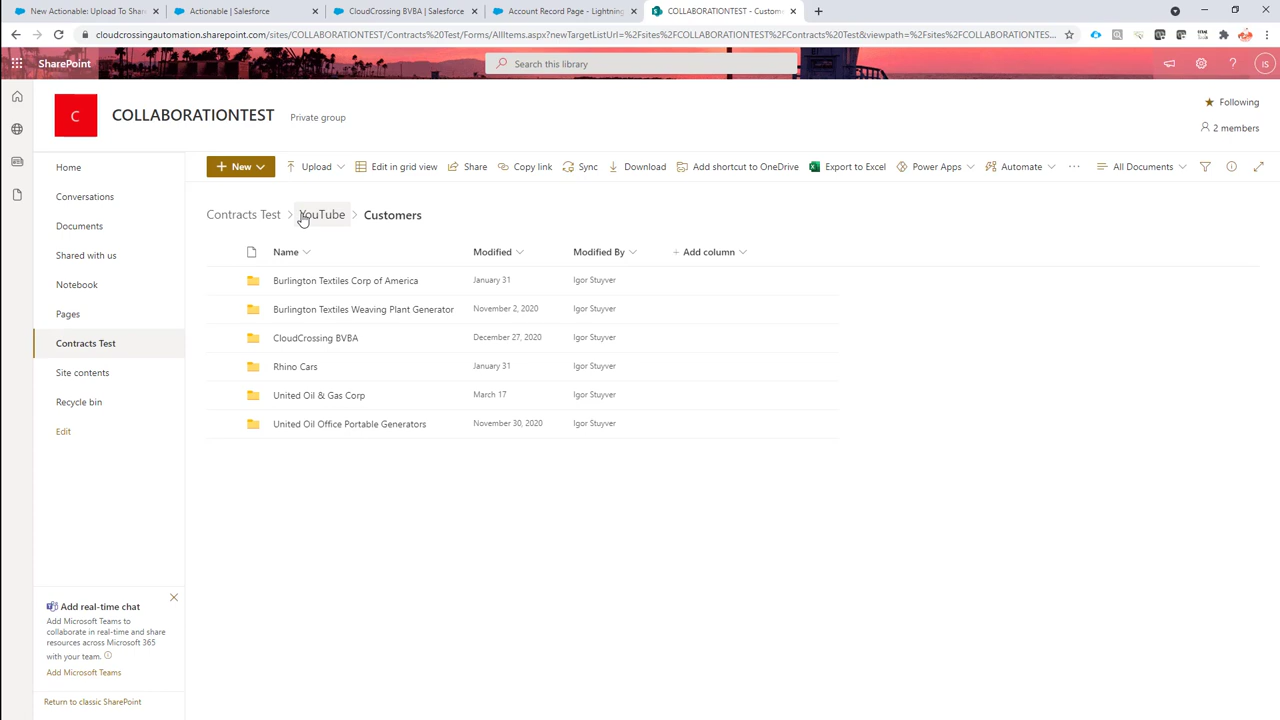 New Actionable: Upload To Shar
Actionable | Salesforce
CloudCrossing BVBA | Salesforce
Account Record Page - Lightning
COLLABORATIONTEST - Custom
cloudcrossingautomation.sharepoint.com/sites/COLLABORATIONTEST/Contracts%20Test/Forms/AllItems.aspx?newTargetListUrl=%2Fsites%2FCOLLABORATIONTEST%2FContracts%20Test&viewpath=%2Fsites%2FCOLLABORATIONTES...
SharePoint
Search this library
IS
C
COLLABORATIONTEST
Private group
Following
2 members
Home
Conversations
Documents
Shared with us
Notebook
Pages
Contracts Test
Site contents
Recycle bin
Edit
New
Upload
Edit in grid view
Share
Copy link
Sync
Download
Add shortcut to OneDrive
Export to Excel
Power Apps
Automate
...
All Documents
Contracts Test > YouTube > Customers
Name Modified Modified By + Add column
Burlington Textiles Corp of America January 31 Igor Stuyver
Burlington Textiles Weaving Plant Generator November 2, 2020 Igor Stuyver
CloudCrossing BVBA December 27, 2020 Igor Stuyver
Rhino Cars January 31 Igor Stuyver
United Oil & Gas Corp March 17 Igor Stuyver
United Oil Office Portable Generators November 30, 2020 Igor Stuyver
Add real-time chat
Add Microsoft Teams to
collaborate in real-time and share
resources across Microsoft 365
with your team.
Add Microsoft Teams
Return to classic SharePoint